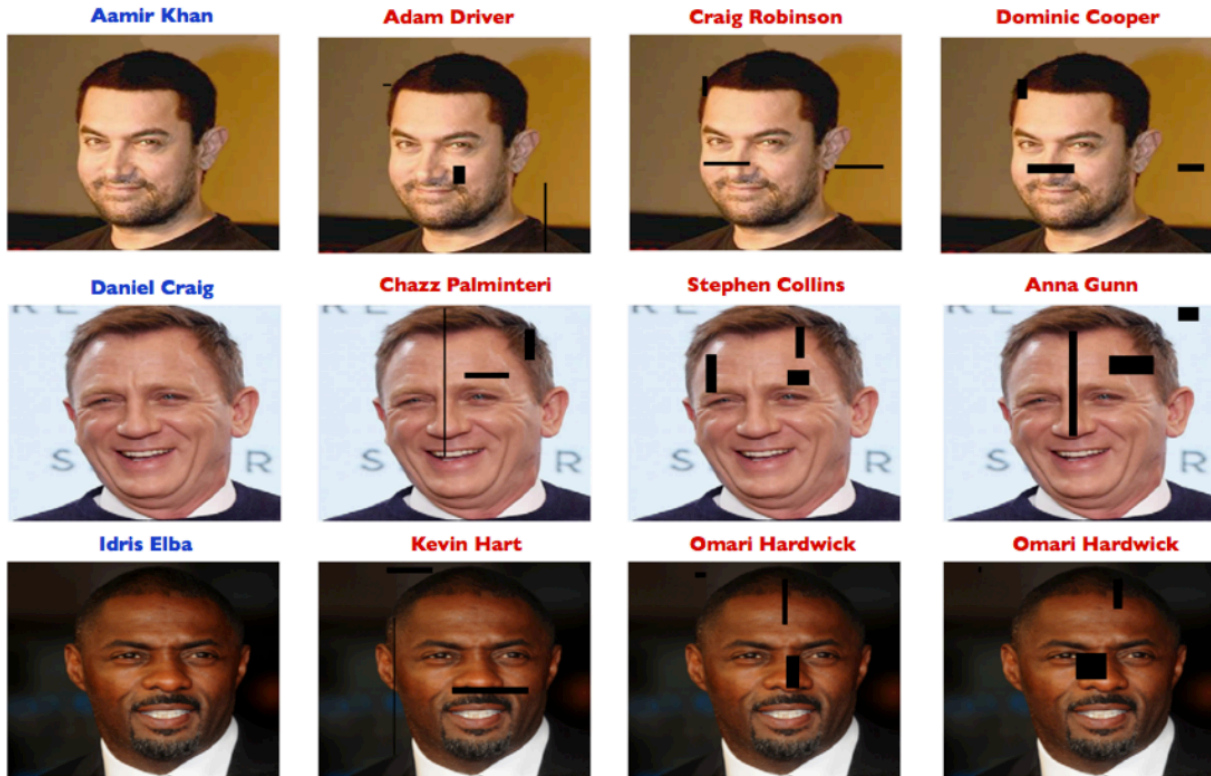 Aamir Khan
Adam Driver
Craig Robinson
Dominic Cooper
Daniel Craig
Chazz Palminteri
Stephen Collins
Anna Gunn
S R
S R
S R
S R
Idris Elba
Kevin Hart
Omari Hardwick
Omari Hardwick